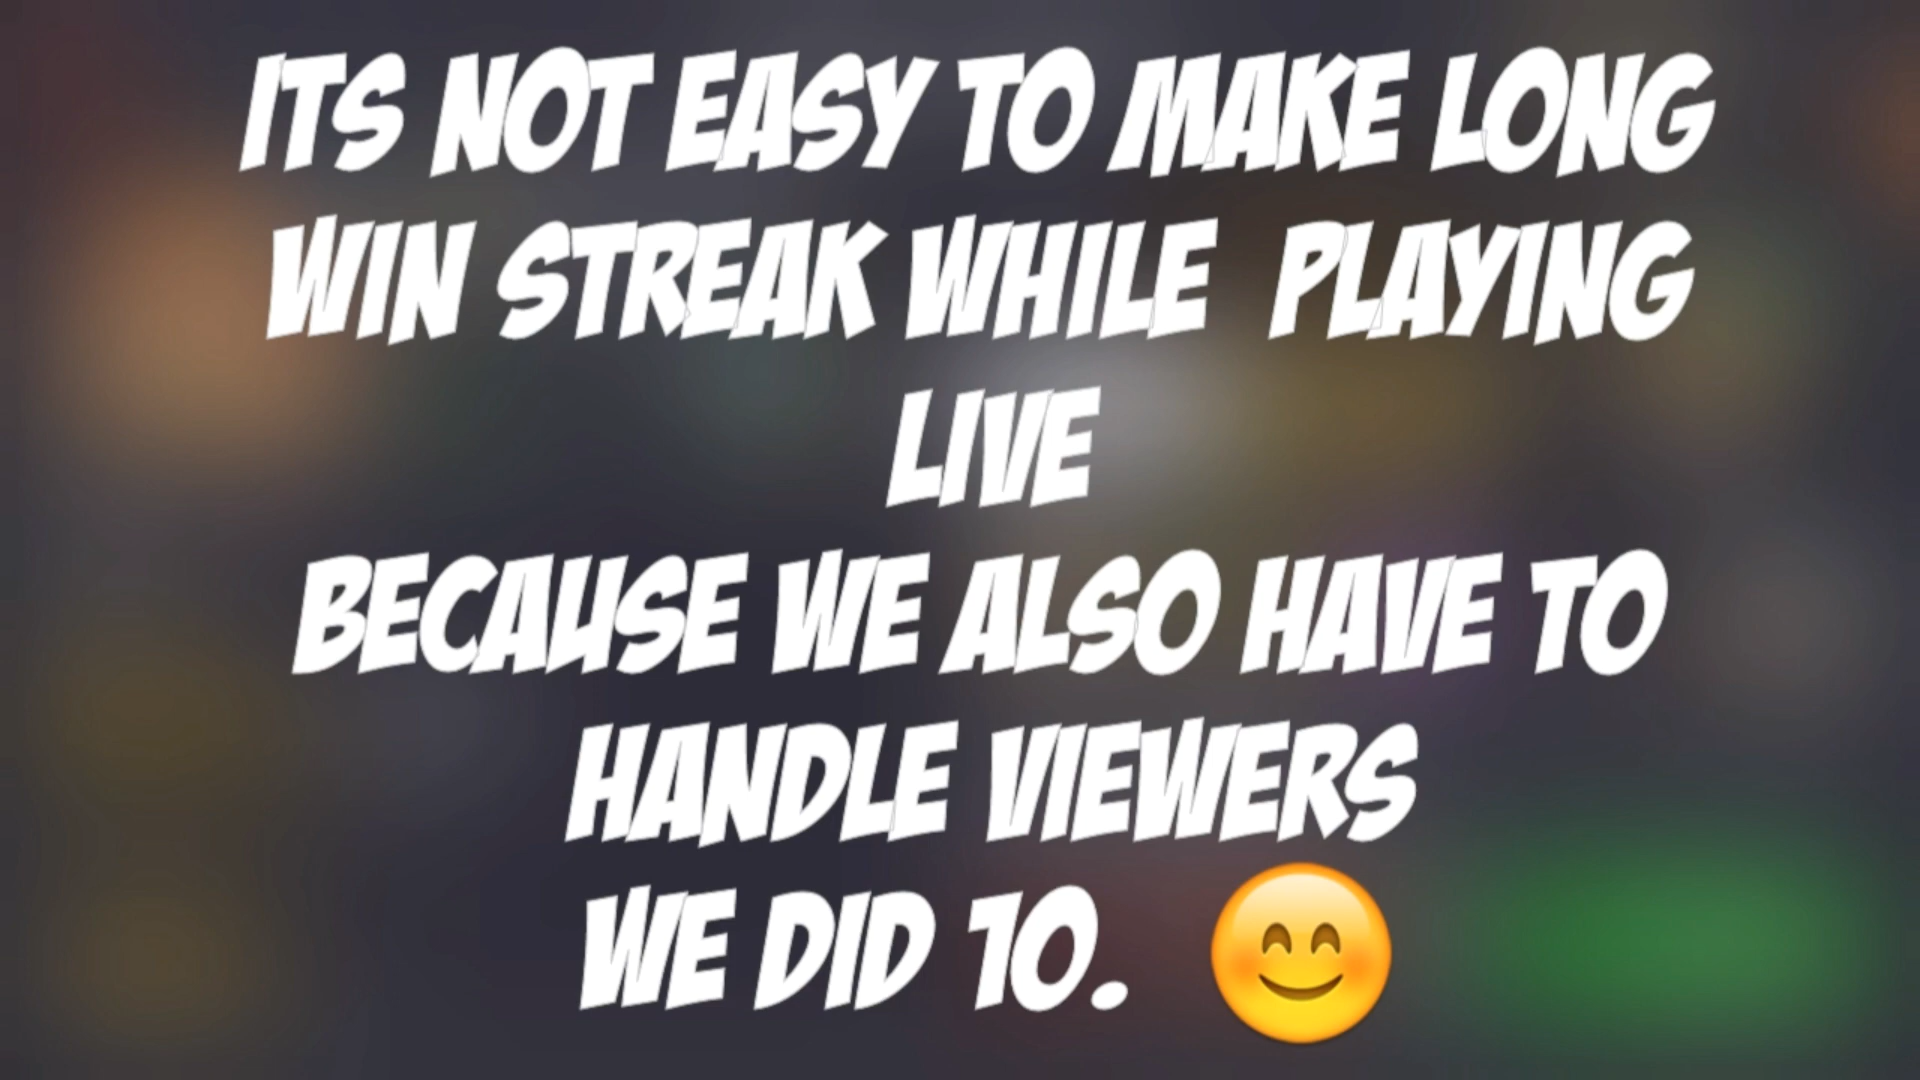 ITS NOT EASY TO MAKE LONG
WIN STREAK WHILE PLAYING
LIVE
BECAUSE WE ALSO HAVE TO
HANDLE VIEWERS
WE DID 10. 😊